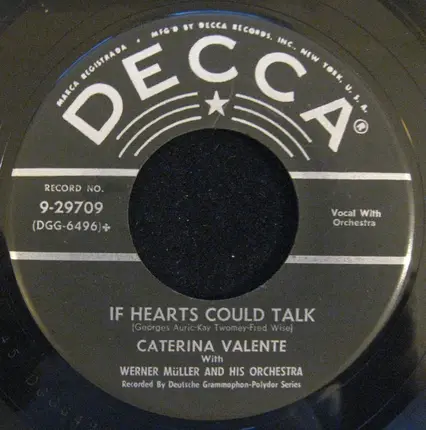 MARCA REGISTRADA • MFG'D BY DECCA RECORDS, INC., NEW YORK, U. S. A.
DECCA®
RECORD NO.
9-29709
(DGG-6496)✤
Vocal With
Orchestra
IF HEARTS COULD TALK
(Georges Auric-Kay Twomey-Fred Wise)
CATERINA VALENTE
With
WERNER MüLLER AND HIS ORCHESTRA
Recorded By Deutsche Grammophon-Polydor Series